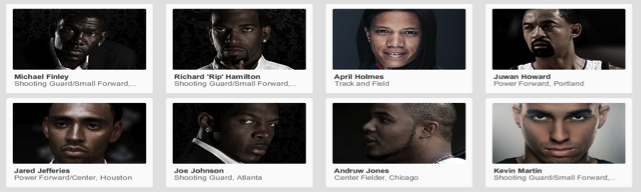 Michael Finley
Shooting Guard/Small Forward,...
Richard 'Rip' Hamilton
Shooting Guard/Small Forward,...
April Holmes
Track and Field
Juwan Howard
Power Forward, Portland
Jared Jefferies
Power Forward/Center, Houston
Joe Johnson
Shooting Guard, Atlanta
Andruw Jones
Center Fielder, Chicago
Kevin Martin
Shooting Guard/Small Forward,...